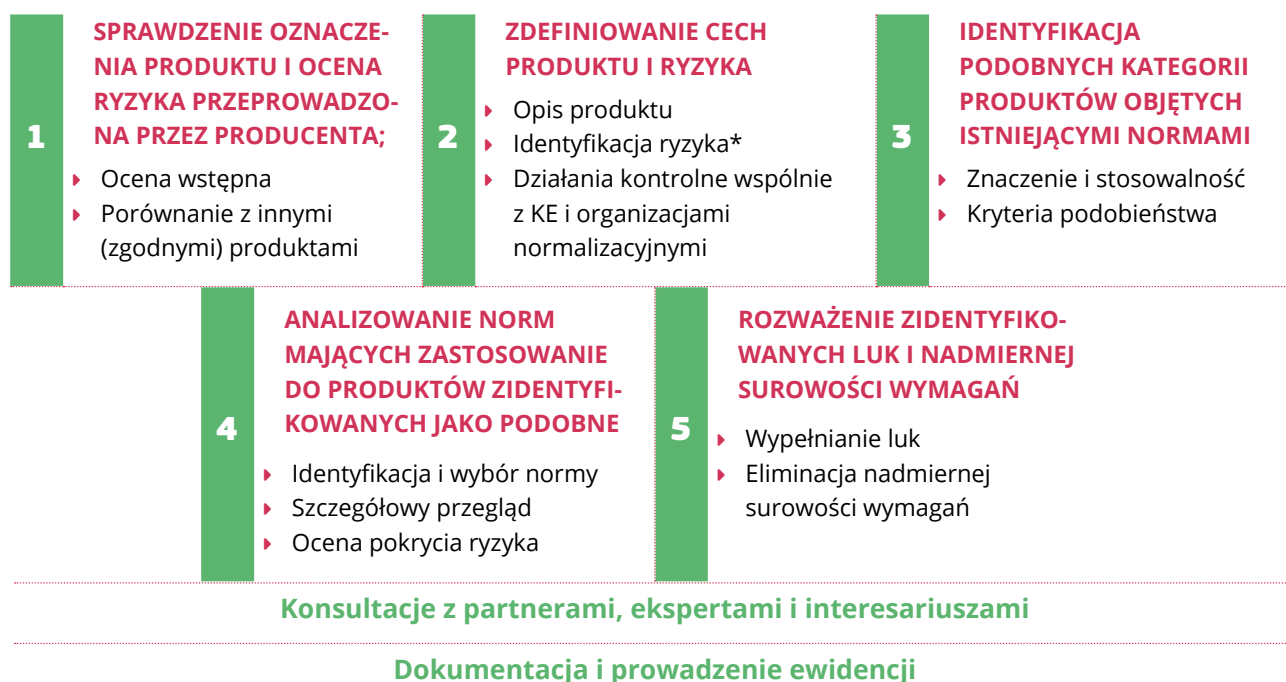 1
SPRAWDZENIE OZNACZE-
NIA PRODUKTU I OCENA
RYZYKA PRZEPROWADZO-
NA PRZEZ PRODUCENTA;
Ocena wstępna
Porównanie z innymi
(zgodnymi) produktami
2
ZDEFINIOWANIE CECH
PRODUKTU I RYZYKA
Opis produktu
Identyfikacja ryzyka*
Działania kontrolne wspólnie
z KE i organizacjami
normalizacyjnymi
3
IDENTYFIKACJA
PODOBNYCH KATEGORII
PRODUKTÓW OBJĘTYCH
ISTNIEJĄCYMI NORMAMI
Znaczenie i stosowalność
Kryteria podobieństwa
4
ANALIZOWANIE NORM
MAJĄCYCH ZASTOSOWANIE
DO PRODUKTÓW ZIDENTYFI-
KOWANYCH JAKO PODOBNE
Identyfikacja i wybór normy
Szczegółowy przegląd
Ocena pokrycia ryzyka
5
ROZWAŻENIE ZIDENTYFIKO-
WANYCH LUK I NADMIERNEJ
SUROWOŚCI WYMAGAŃ
Wypełnianie luk
Eliminacja nadmiernej
surowości wymagań
Konsultacje z partnerami, ekspertami i interesariuszami
Dokumentacja i prowadzenie ewidencji